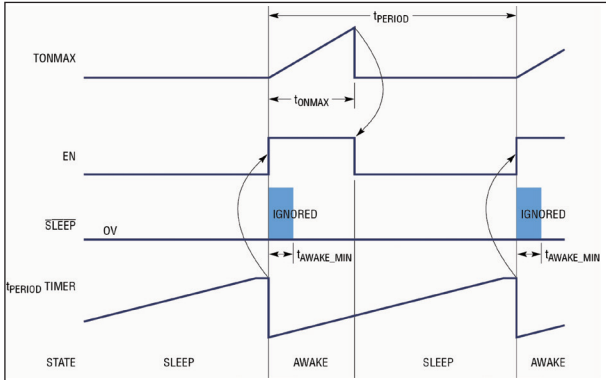 tPERIOD
TONMAX
tONMAX
EN
IGNORED IGNORED
SLEEP 0V
tAWAKE_MIN tAWAKE_MIN
tPERIOD TIMER
STATE SLEEP AWAKE SLEEP AWAKE